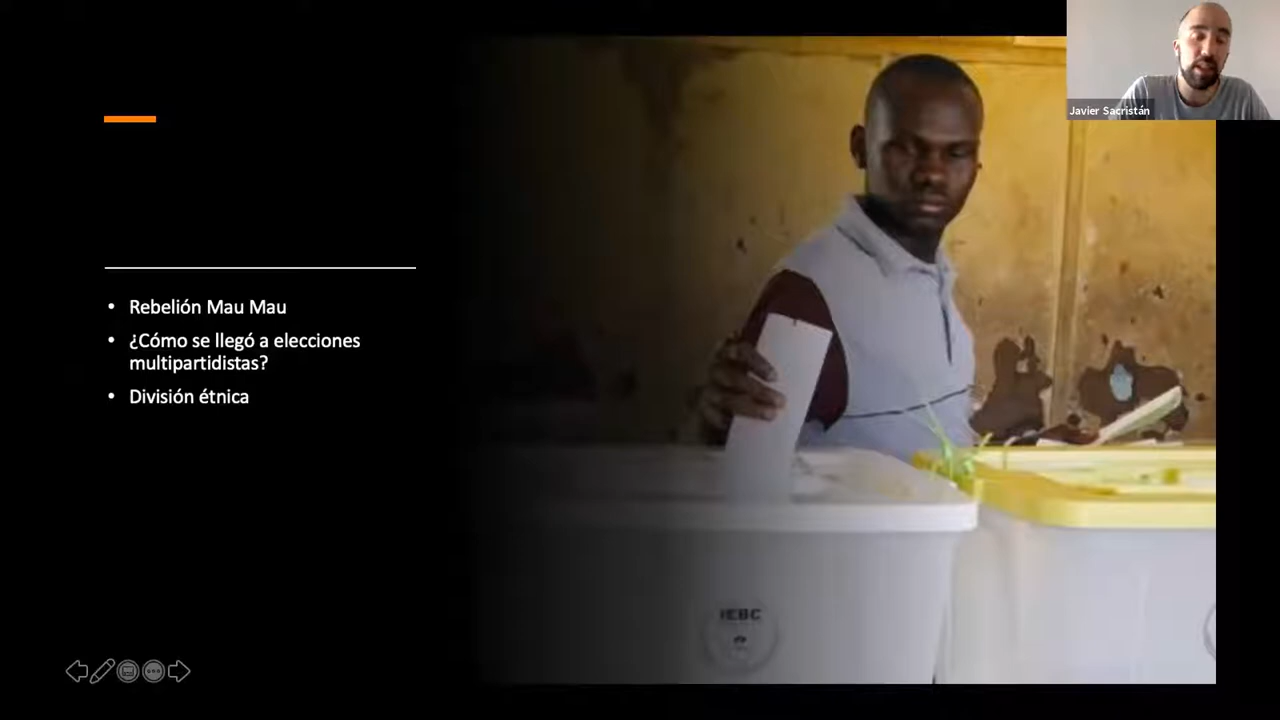 Javier Sacristán
• Rebelión Mau Mau
• ¿Cómo se llegó a elecciones
multipartidistas?
• División étnica
IEBC